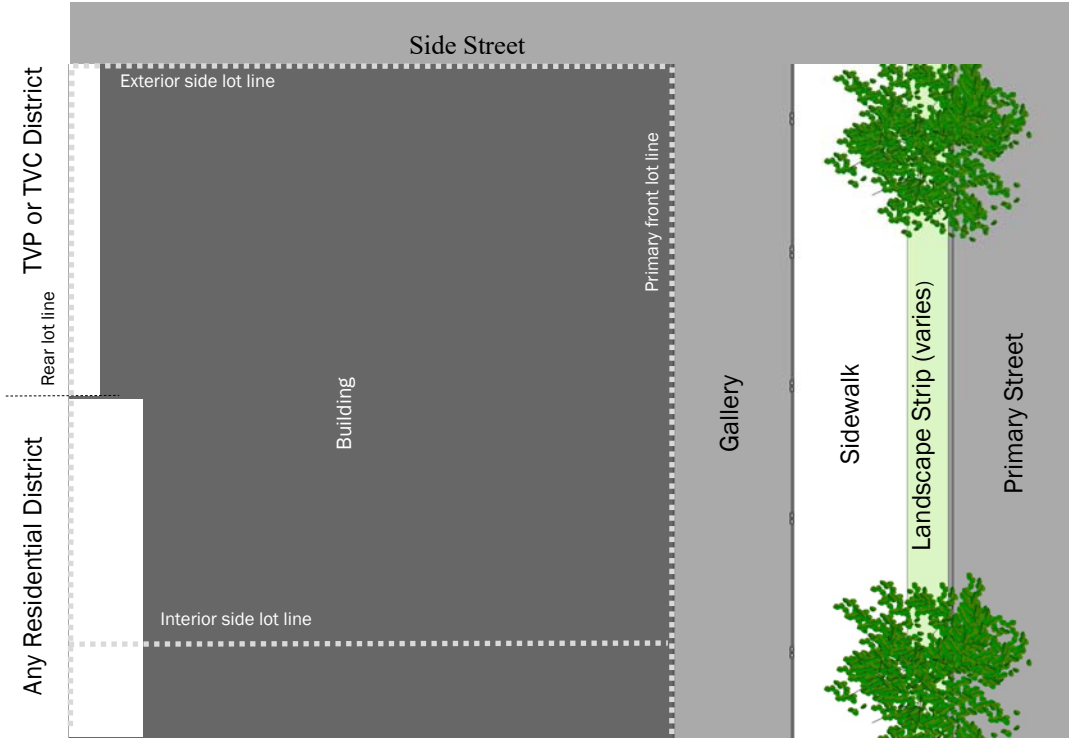 Side Street
Exterior side lot line
TVP or TVC District
Primary front lot line
Rear lot line
Building
Gallery
Sidewalk
Landscape Strip (varies)
Primary Street
Any Residential District
Interior side lot line